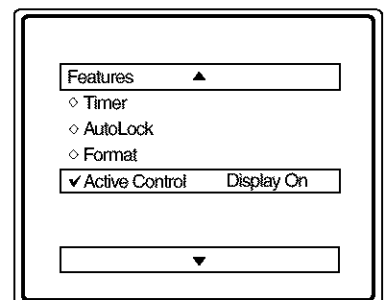 Features ▲
◇ Timer
◇ AutoLock
◇ Format
✔ Active Control Display On
▼